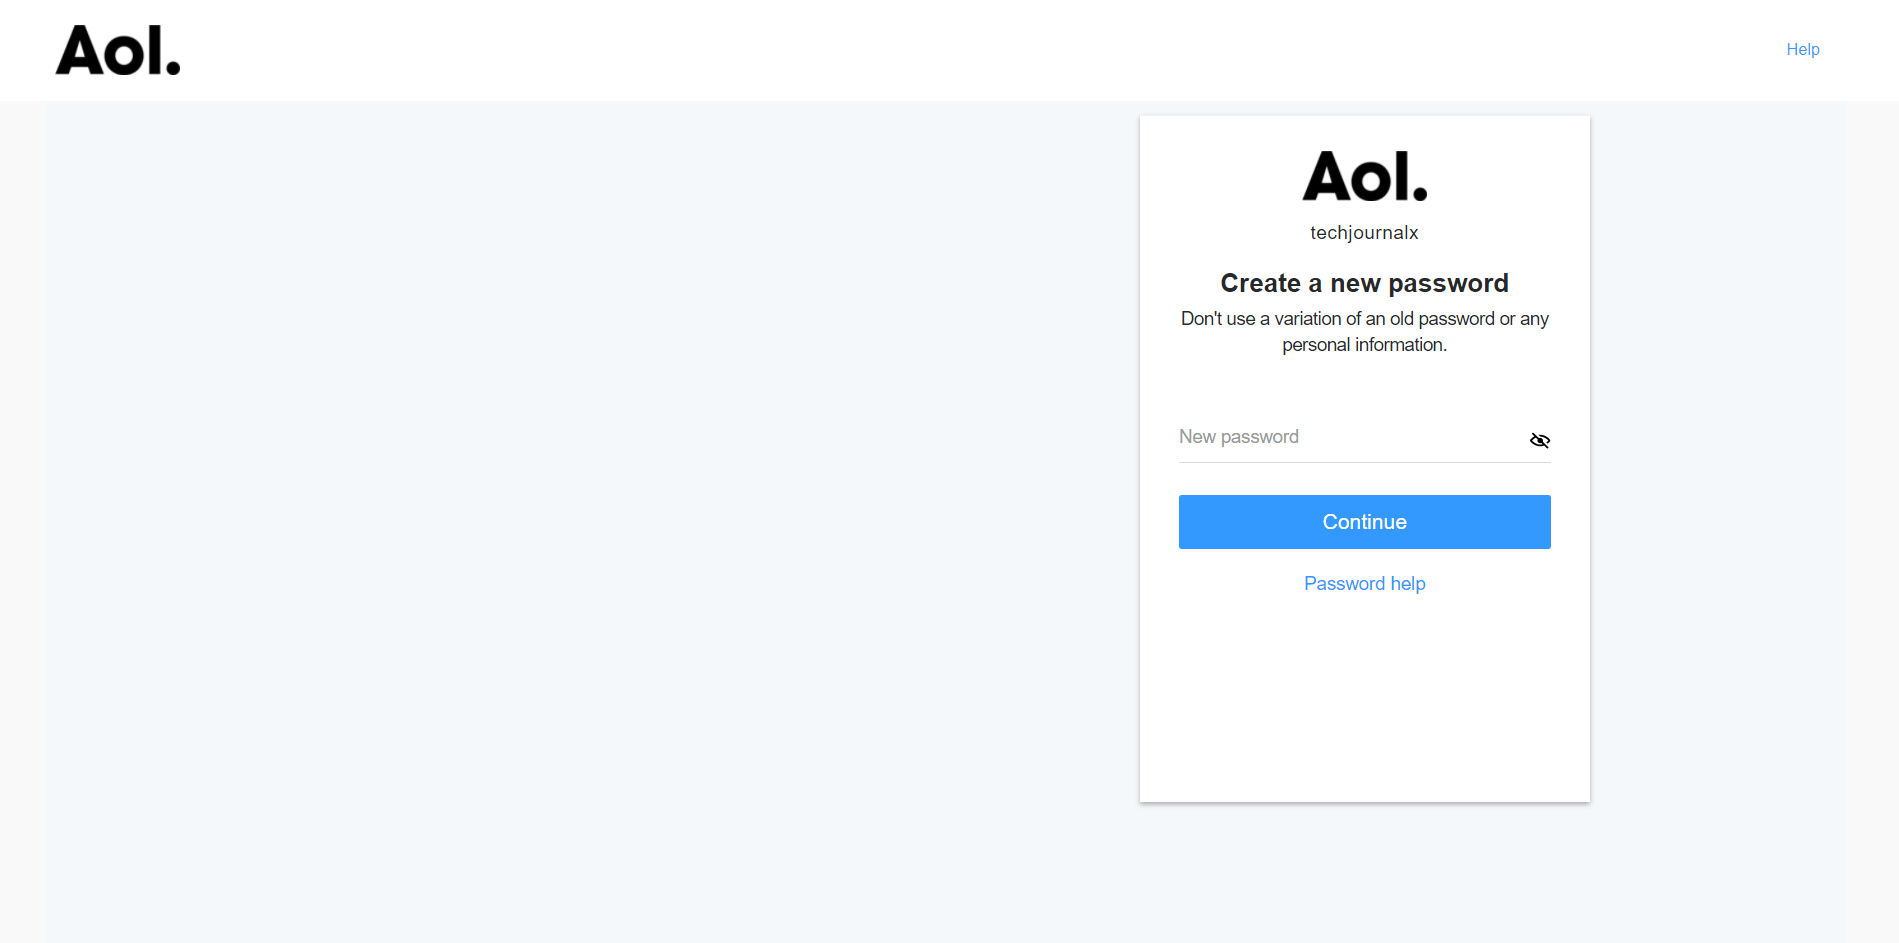 Aol.
Help
Aol.
techjournalx
Create a new password
Don't use a variation of an old password or any
personal information.
New password
Continue
Password help